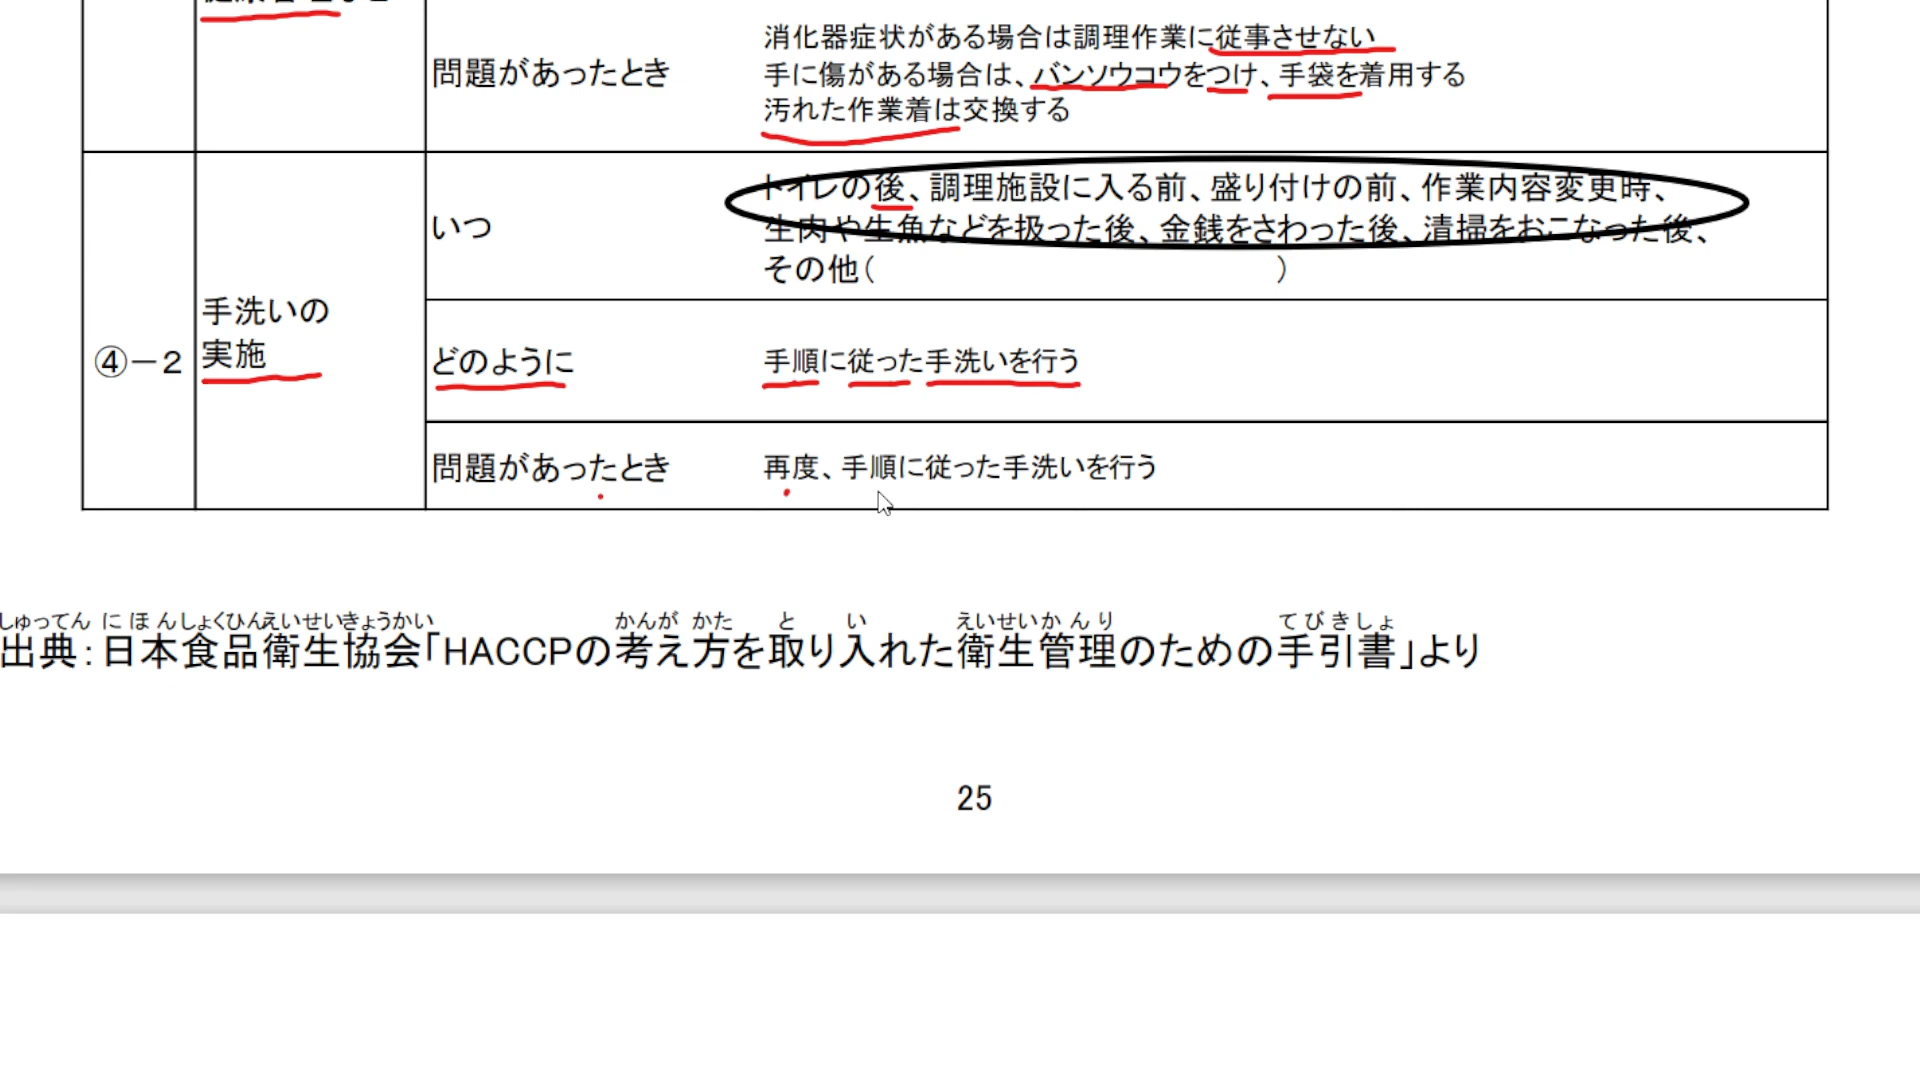 問題があったとき
消化器症状がある場合は調理作業に従事させない
手に傷がある場合は、バンソウコウをつけ、手袋を着用する
汚れた作業着は交換する
④－２
手洗いの
実施
いつ
トイレの後、調理施設に入る前、盛り付けの前、作業内容変更時、
生肉や生魚などを扱った後、金銭をさわった後、清掃をおこなった後、
その他(　　　　　　　　　　　　)
どのように
手順に従った手洗いを行う
問題があったとき
再度、手順に従った手洗いを行う
しゅってん にほんしょくひんえいせいきょうかい かんが かた と い えいせいかんり てびきしょ
出典:日本食品衛生協会「HACCPの考え方を取り入れた衛生管理のための手引書」より
25